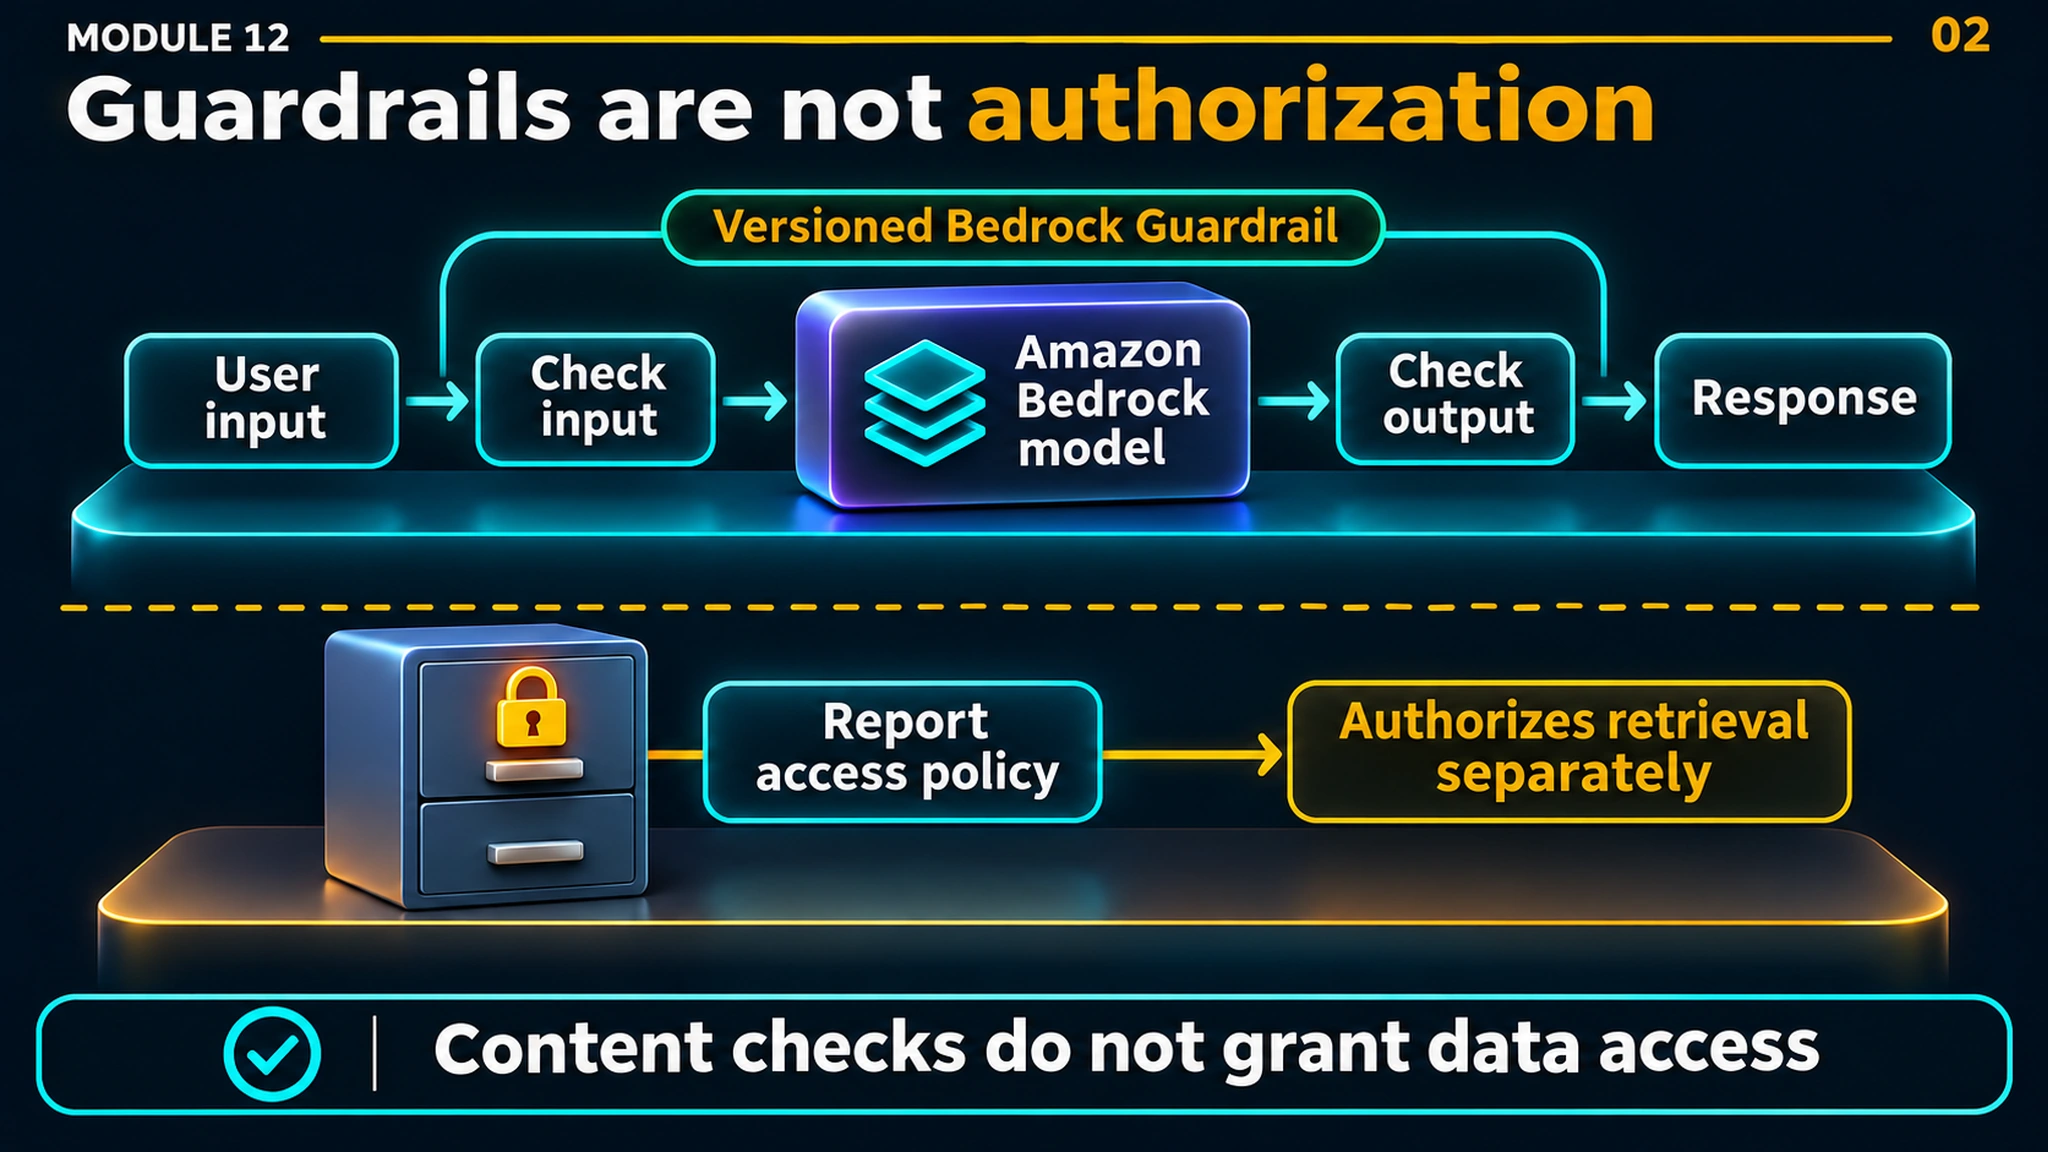 MODULE 12
02
Guardrails are not authorization
Versioned Bedrock Guardrail
User
input
Check
input
Amazon
Bedrock
model
Check
output
Response
Report
access policy
Authorizes retrieval
separately
Content checks do not grant data access